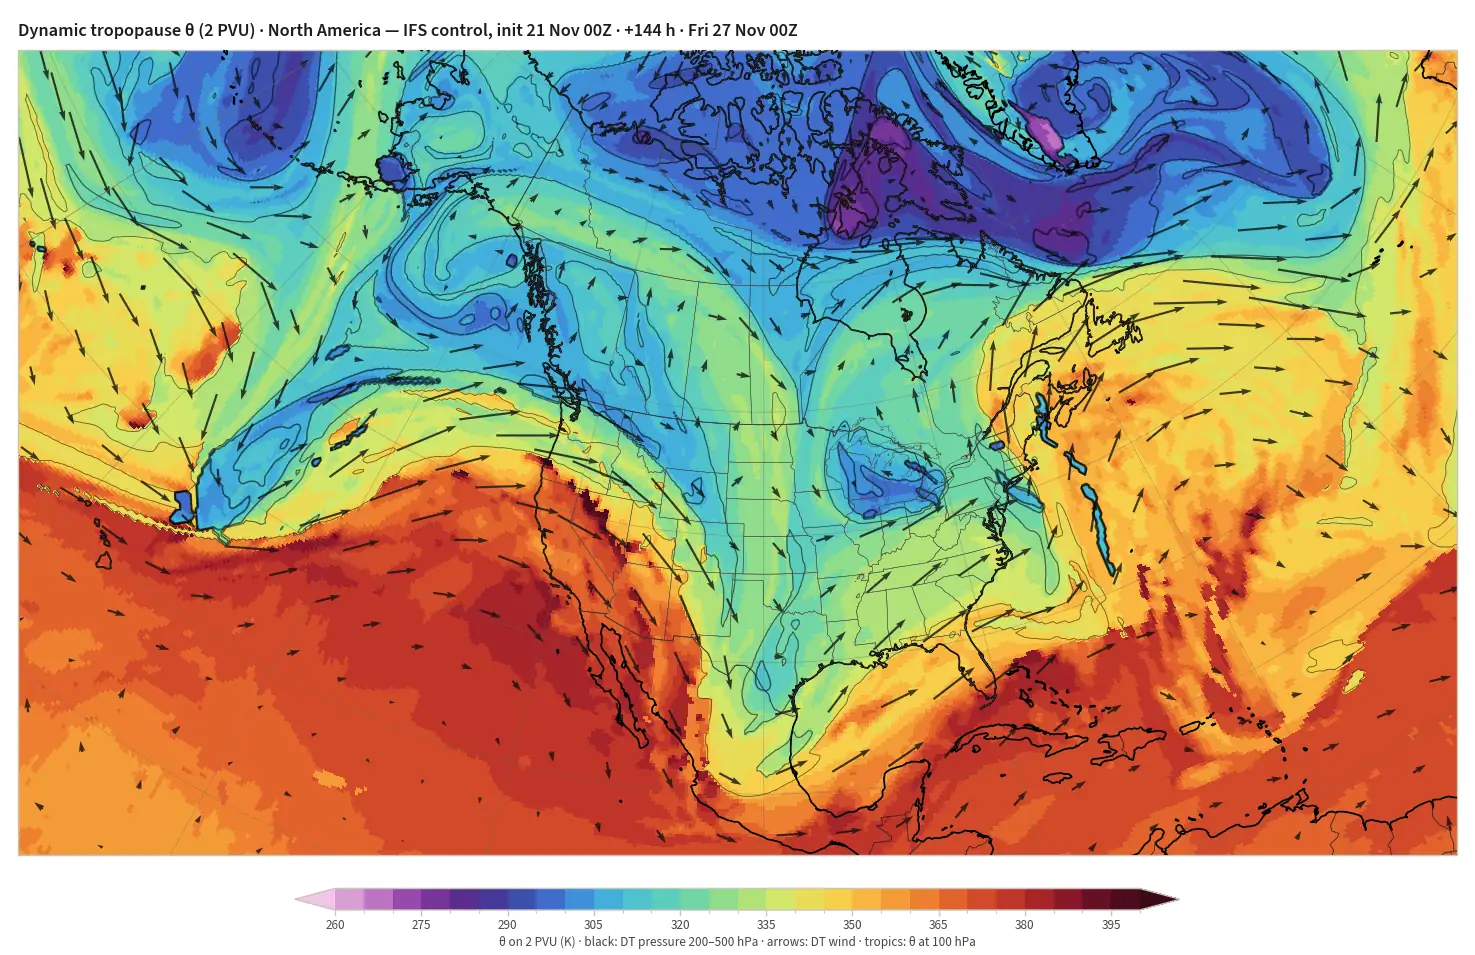 Dynamic tropopause θ (2 PVU) · North America — IFS control, init 21 Nov 00Z · +144 h · Fri 27 Nov 00Z
260 275 290 305 320 335 350 365 380 395
θ on 2 PVU (K) · black: DT pressure 200–500 hPa · arrows: DT wind · tropics: θ at 100 hPa